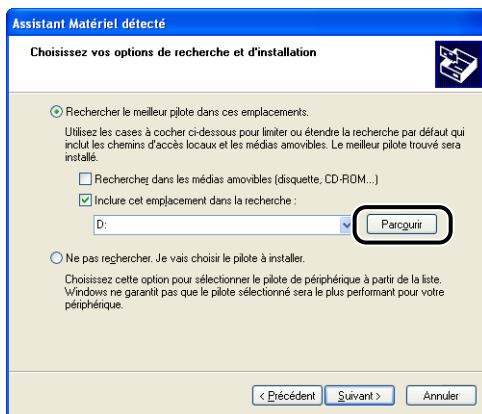 Assistant Matériel détecté
Choisissez vos options de recherche et d'installation
Rechercher le meilleur pilote dans ces emplacements.
Utilisez les cases à cocher ci-dessous pour limiter ou étendre la recherche par défaut qui
inclut les chemins d'accès locaux et les médias amovibles. Le meilleur pilote trouvé sera
installé.
Rechercher dans les médias amovibles (disquette, CD-ROM...)
Inclure cet emplacement dans la recherche :
D:
Parcourir
Ne pas rechercher. Je vais choisir le pilote à installer.
Choisissez cette option pour sélectionner le pilote de périphérique à partir de la liste.
Windows ne garantit pas que le pilote sélectionné sera le plus performant pour votre
périphérique.
< Précédent Suivant > Annuler